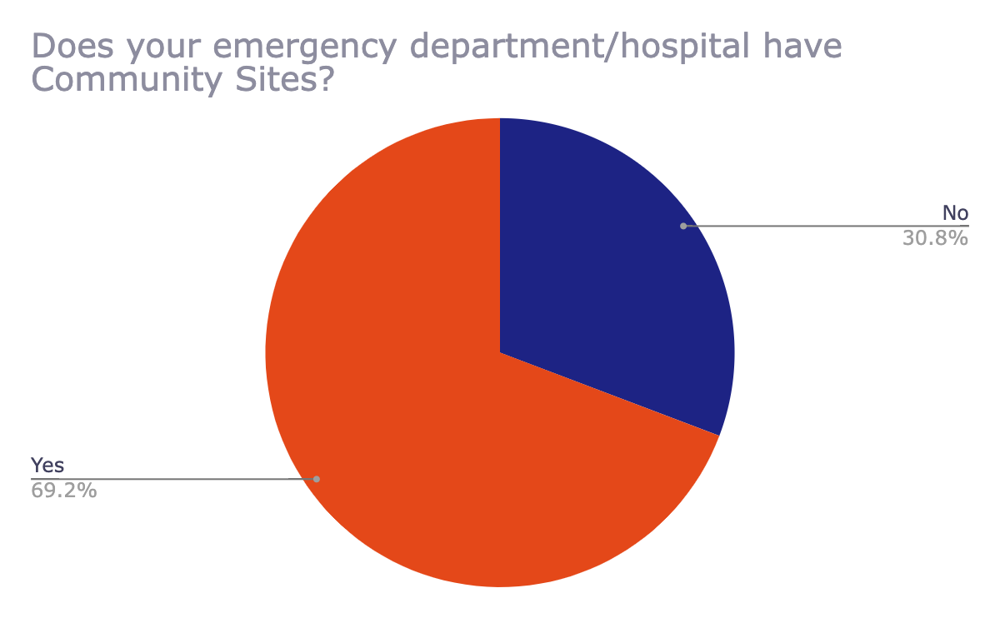 Does your emergency department/hospital have
Community Sites?
No
30.8%
Yes
69.2%